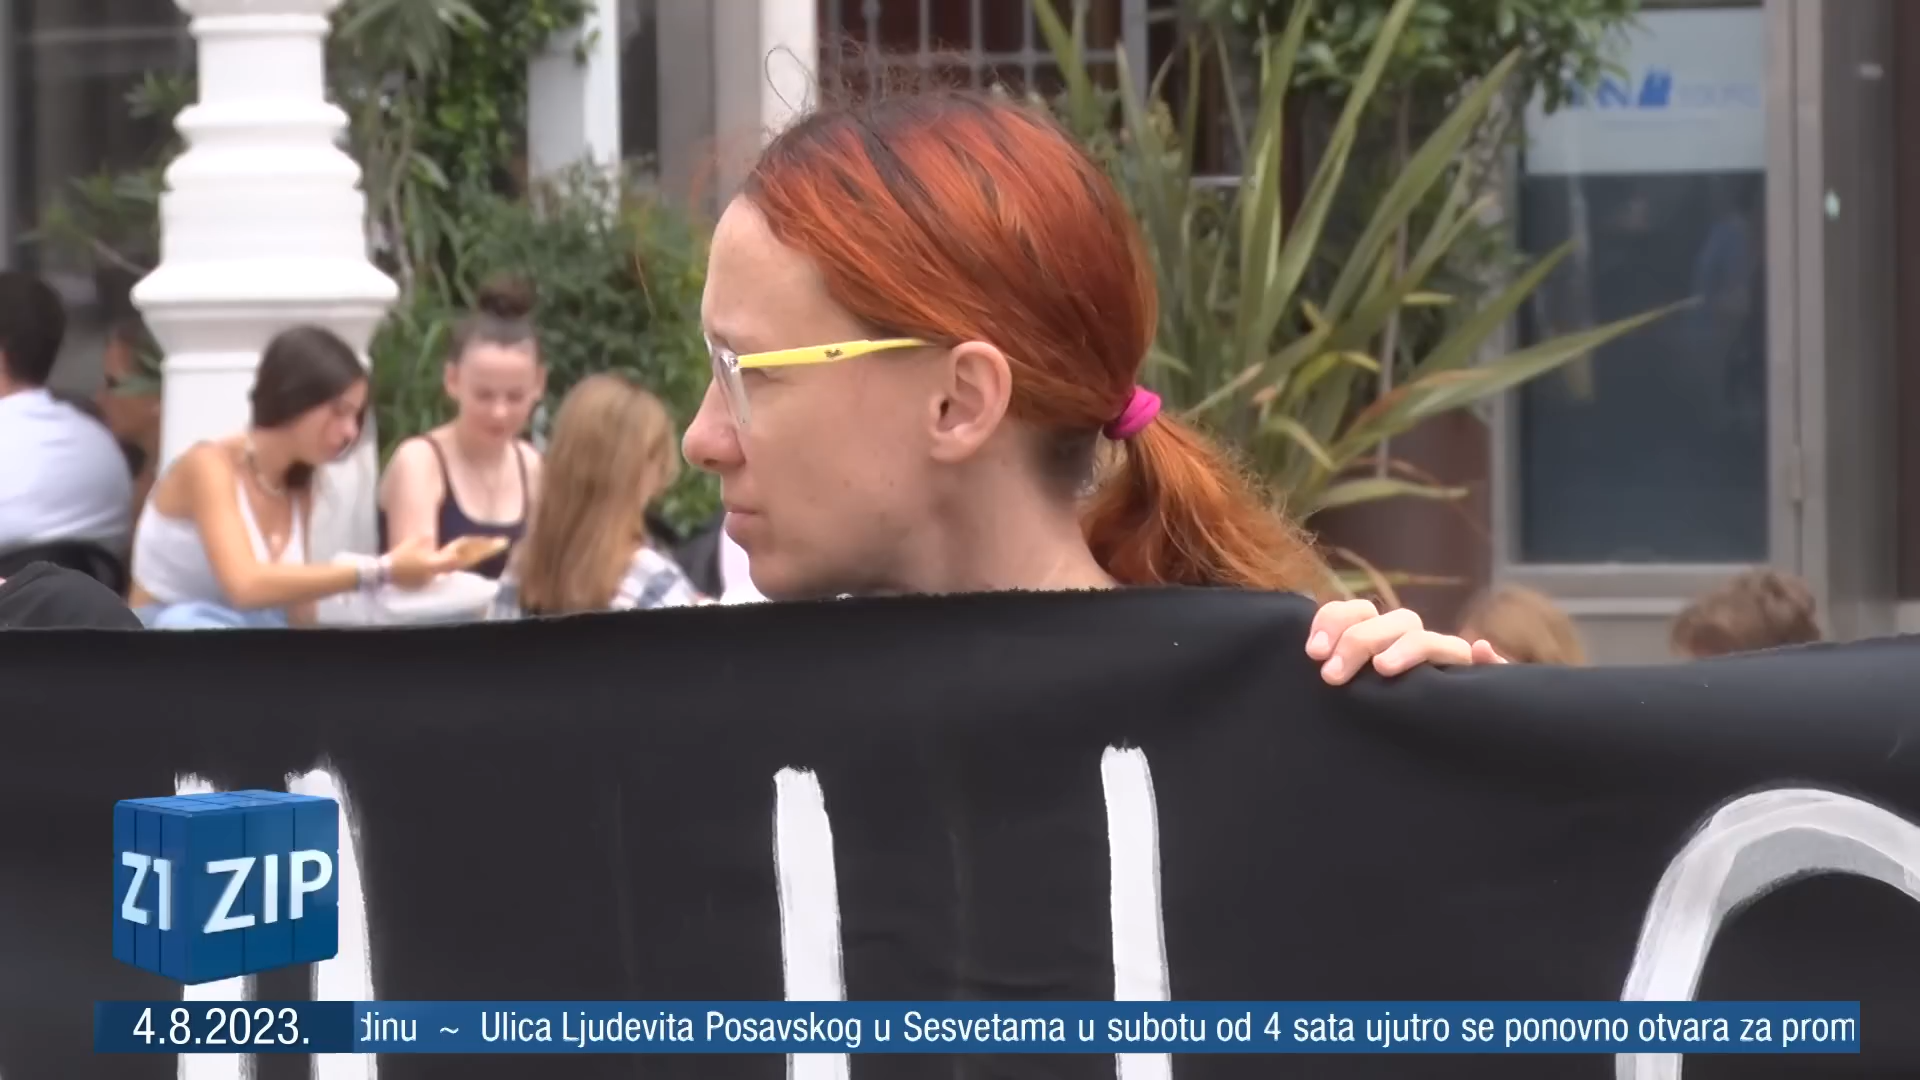 Z1 ZIP
4.8.2023. dinu ~ Ulica Ljudevita Posavskog u Sesvetama u subotu od 4 sata ujutro se ponovno otvara za prom